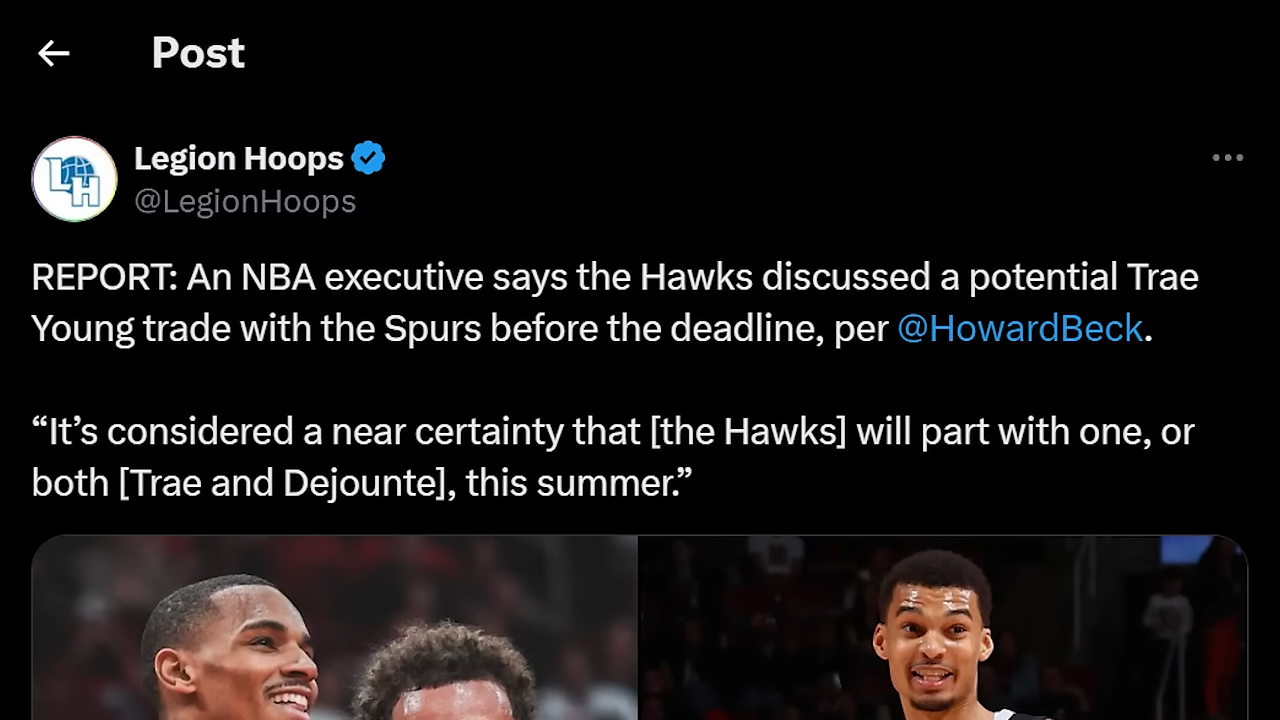 Post
Legion Hoops
@LegionHoops
REPORT: An NBA executive says the Hawks discussed a potential Trae
Young trade with the Spurs before the deadline, per @HowardBeck.
“It’s considered a near certainty that [the Hawks] will part with one, or
both [Trae and Dejounte], this summer.”